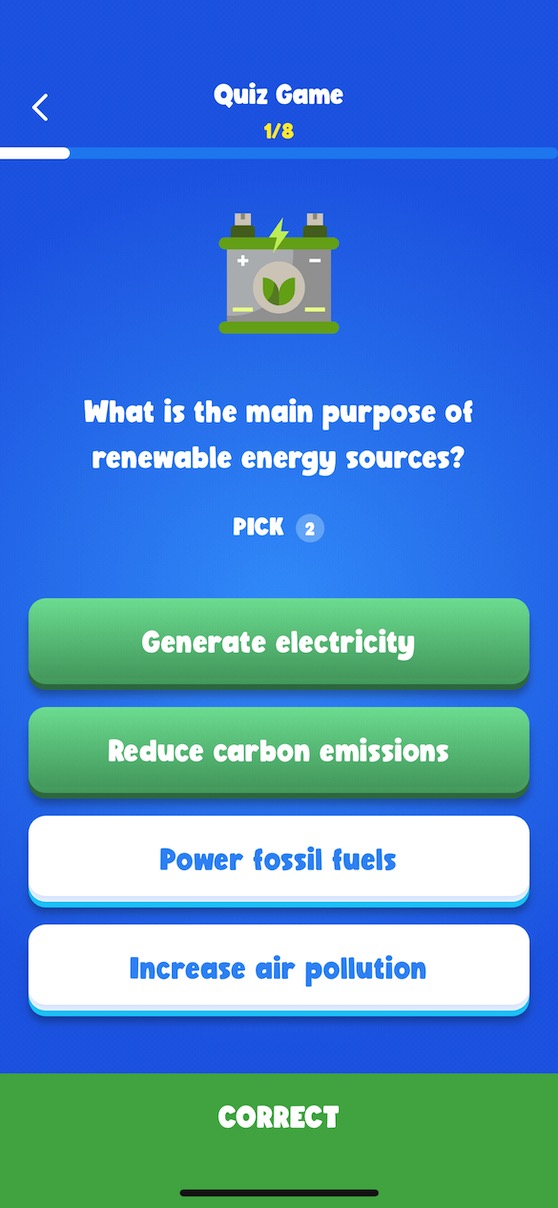 Quiz Game
1/8
+ -
What is the main purpose of
renewable energy sources?
PICK 2
Generate electricity
Reduce carbon emissions
Power fossil fuels
Increase air pollution
CORRECT